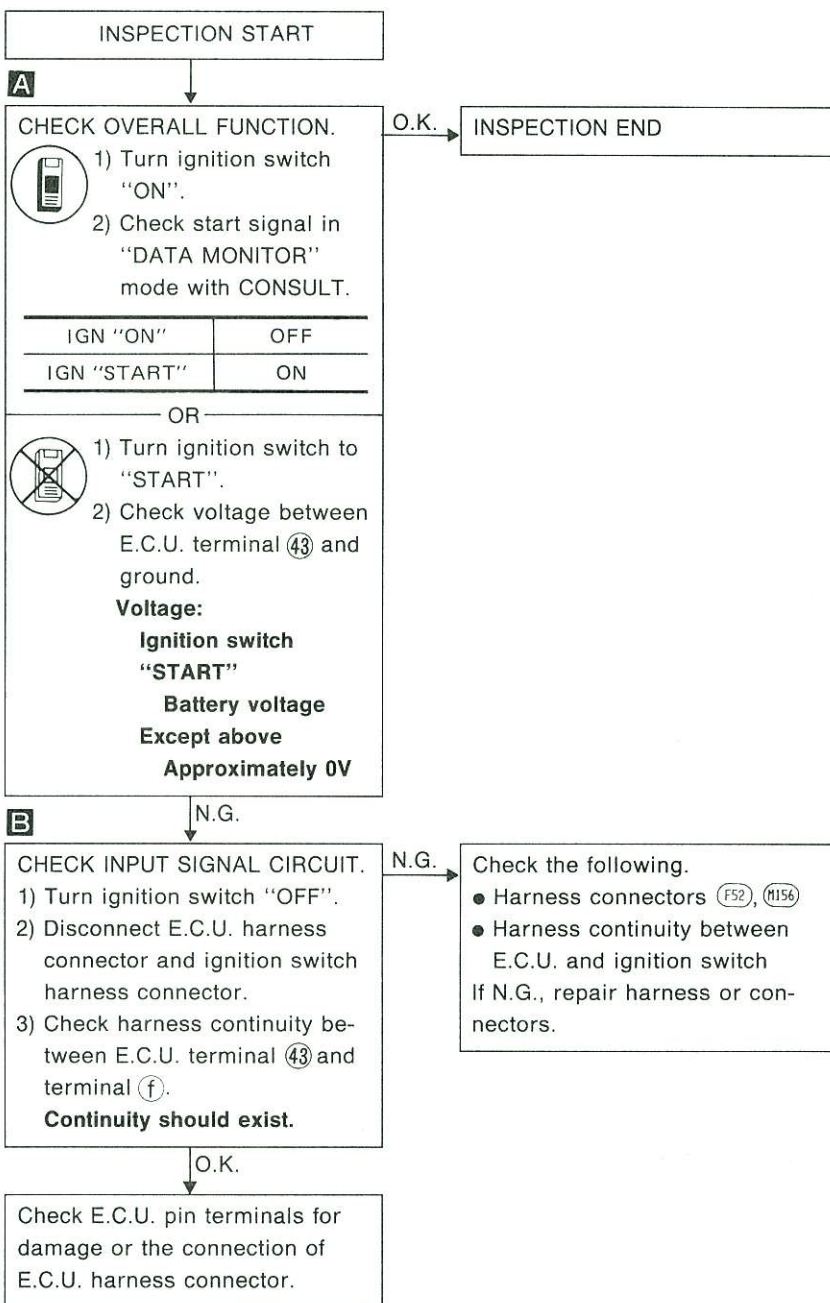 INSPECTION START
A
CHECK OVERALL FUNCTION.
1) Turn ignition switch
“ON”.
2) Check start signal in
“DATA MONITOR”
mode with CONSULT.
IGN “ON” OFF
IGN “START” ON
OR
1) Turn ignition switch to
“START”.
2) Check voltage between
E.C.U. terminal 43 and
ground.
Voltage:
Ignition switch
“START”
Battery voltage
Except above
Approximately 0V
O.K.
INSPECTION END
N.G.
B
CHECK INPUT SIGNAL CIRCUIT.
1) Turn ignition switch “OFF”.
2) Disconnect E.C.U. harness
connector and ignition switch
harness connector.
3) Check harness continuity be-
tween E.C.U. terminal 43 and
terminal f.
Continuity should exist.
N.G.
Check the following.
● Harness connectors F52, M156
● Harness continuity between
E.C.U. and ignition switch
If N.G., repair harness or con-
nectors.
O.K.
Check E.C.U. pin terminals for
damage or the connection of
E.C.U. harness connector.